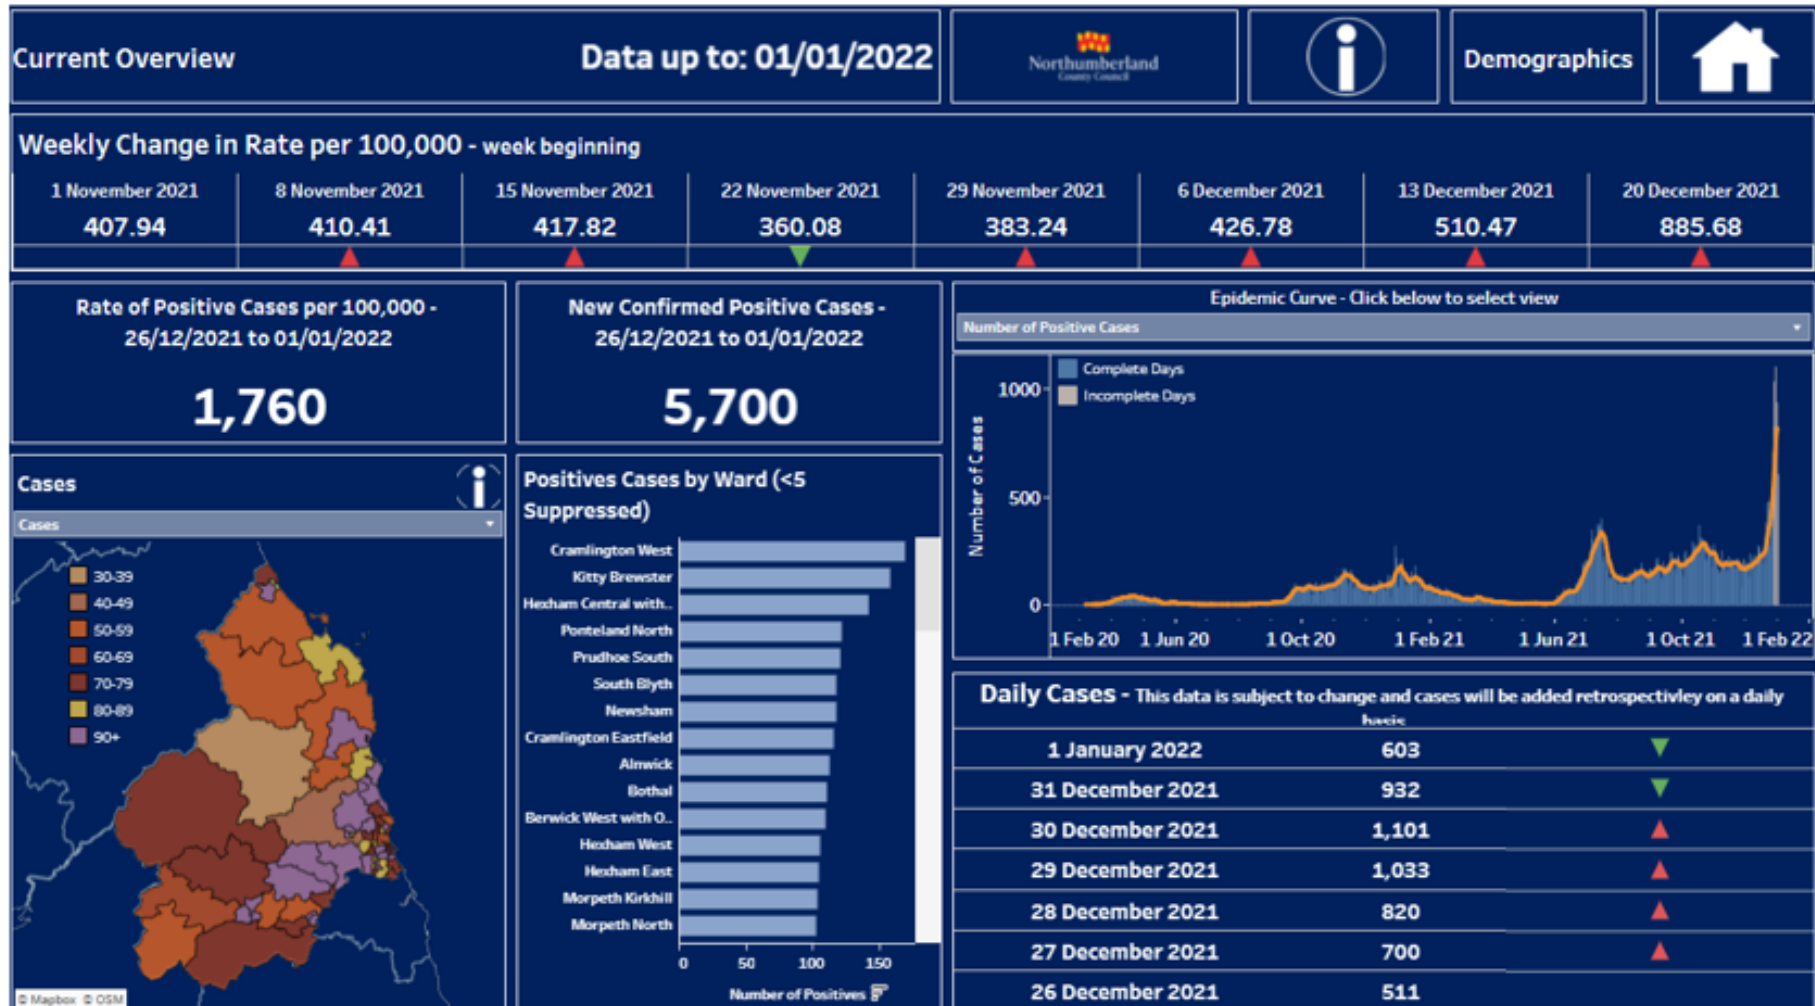 Current Overview
Data up to: 01/01/2022
Northumberland
County Council
Demographics
Weekly Change in Rate per 100,000 - week beginning
1 November 2021
8 November 2021
15 November 2021
22 November 2021
29 November 2021
6 December 2021
13 December 2021
20 December 2021
407.94
410.41
417.82
360.08
383.24
426.78
510.47
885.68
Rate of Positive Cases per 100,000 -
26/12/2021 to 01/01/2022
1,760
New Confirmed Positive Cases -
26/12/2021 to 01/01/2022
5,700
Epidemic Curve - Click below to select view
Number of Positive Cases
Complete Days
Incomplete Days
Number of Cases
1000
500
0
1 Feb 20
1 Jun 20
1 Oct 20
1 Feb 21
1 Jun 21
1 Oct 21
1 Feb 22
Cases
Cases
30-39
40-49
50-59
60-69
70-79
80-89
90+
© Mapbox © OSM
Positives Cases by Ward (<5
Suppressed)
Cramlington West
Kitty Brewster
Hexham Central with..
Ponteland North
Prudhoe South
South Blyth
Newsham
Cramlington Eastfield
Alnwick
Bothal
Berwick West with O..
Hexham West
Hexham East
Morpeth Kirkhill
Morpeth North
0
50
100
150
Number of Positives
Daily Cases - This data is subject to change and cases will be added retrospectivley on a daily
basis
1 January 2022 603
31 December 2021 932
30 December 2021 1,101
29 December 2021 1,033
28 December 2021 820
27 December 2021 700
26 December 2021 511